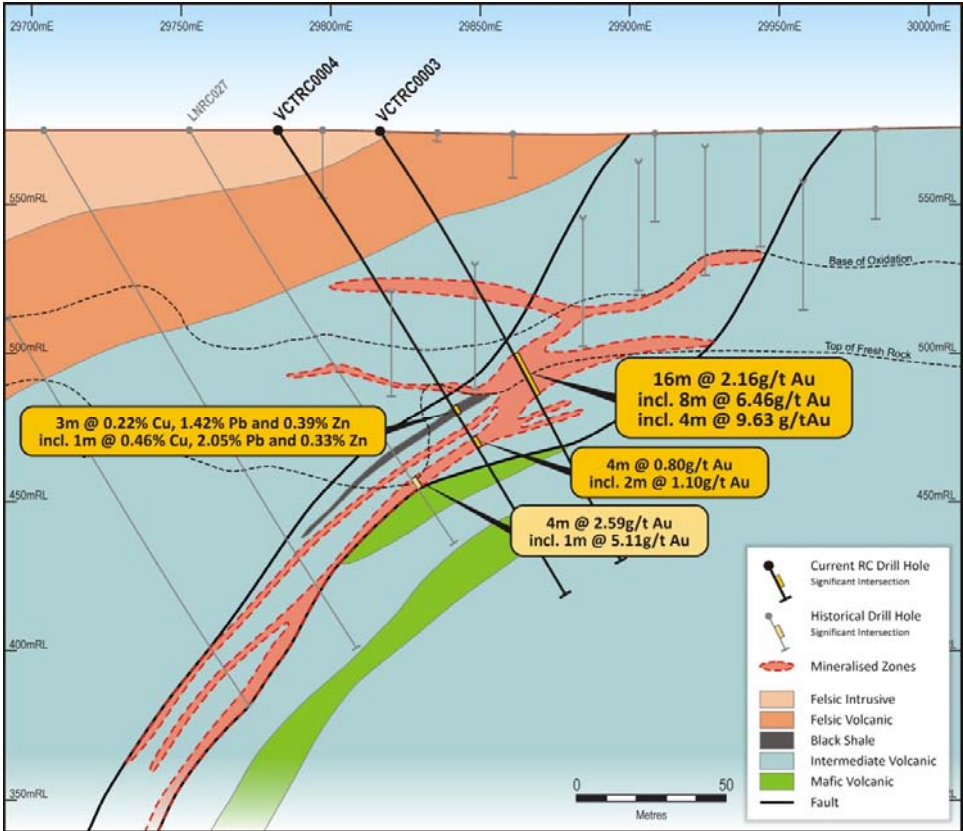 29700mE 29750mE 29800mE 29850mE 29900mE 29950mE 30000mE
LNRC027
VCTRC0004
VCTRC0003
550mRL
550mRL
Base of Oxidation
500mRL
500mRL
Top of Fresh Rock
16m @ 2.16g/t Au
incl. 8m @ 6.46g/t Au
incl. 4m @ 9.63 g/tAu
3m @ 0.22% Cu, 1.42% Pb and 0.39% Zn
incl. 1m @ 0.46% Cu, 2.05% Pb and 0.33% Zn
4m @ 0.80g/t Au
incl. 2m @ 1.10g/t Au
450mRL
450mRL
4m @ 2.59g/t Au
incl. 1m @ 5.11g/t Au
Current RC Drill Hole
Significant Intersection
Historical Drill Hole
Significant Intersection
400mRL
Mineralised Zones
Felsic Intrusive
Felsic Volcanic
Black Shale
Intermediate Volcanic
Mafic Volcanic
Fault
0 50
Metres
350mRL